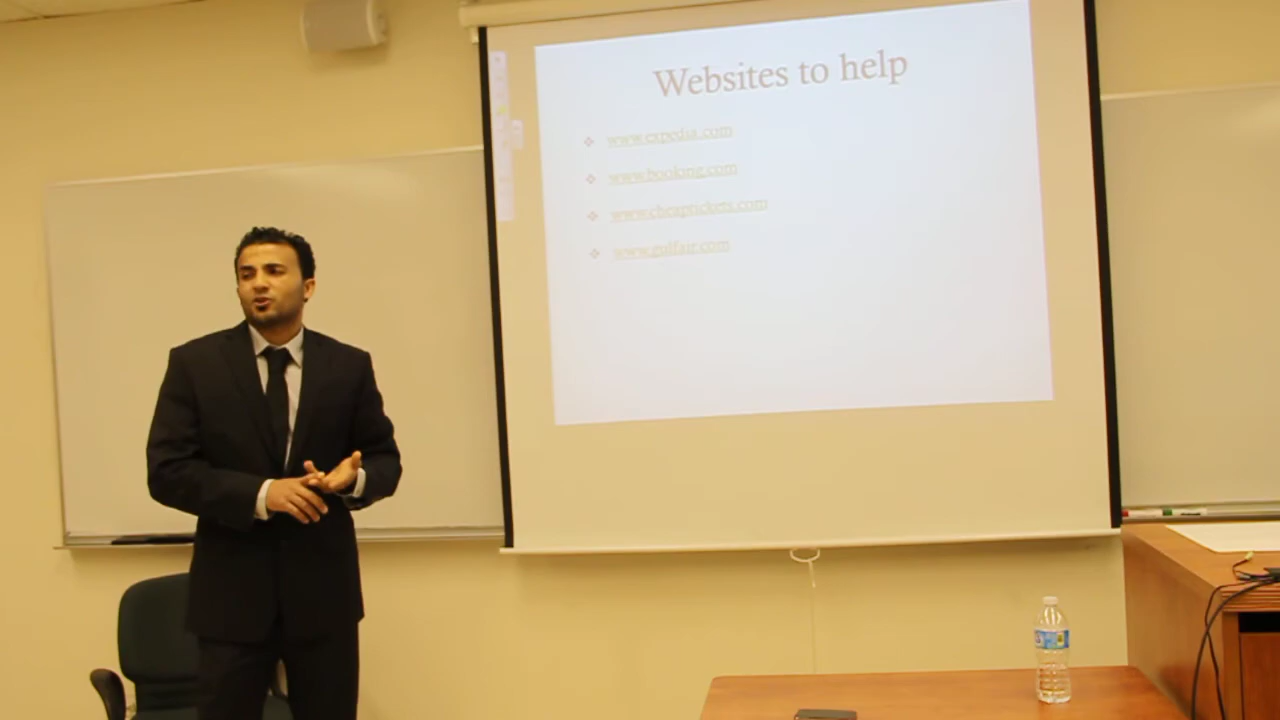 Websites to help
www.expedia.com
www.booking.com
www.cheaptickets.com
www.gulfair.com